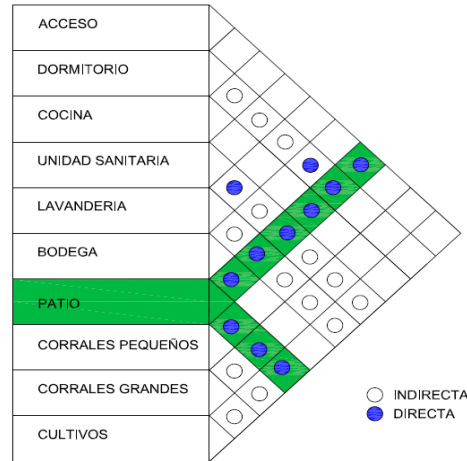 ACCESO
DORMITORIO
COCINA
UNIDAD SANITARIA
LAVANDERIA
BODEGA
PATIO
CORRALES PEQUEÑOS
CORRALES GRANDES
CULTIVOS
INDIRECTA
DIRECTA